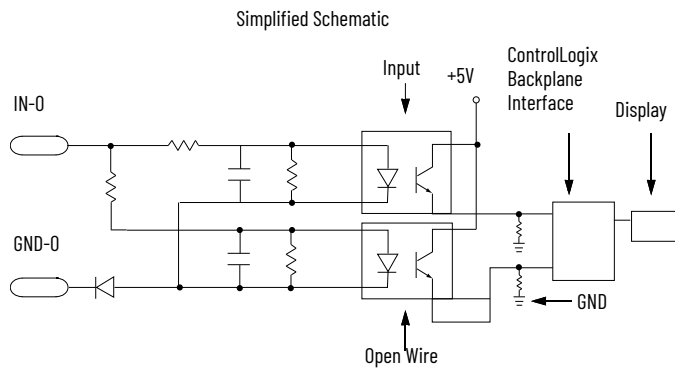 Simplified Schematic
ControlLogix
Backplane
Interface
Input
+5V
Display
IN-0
GND-0
GND
Open Wire